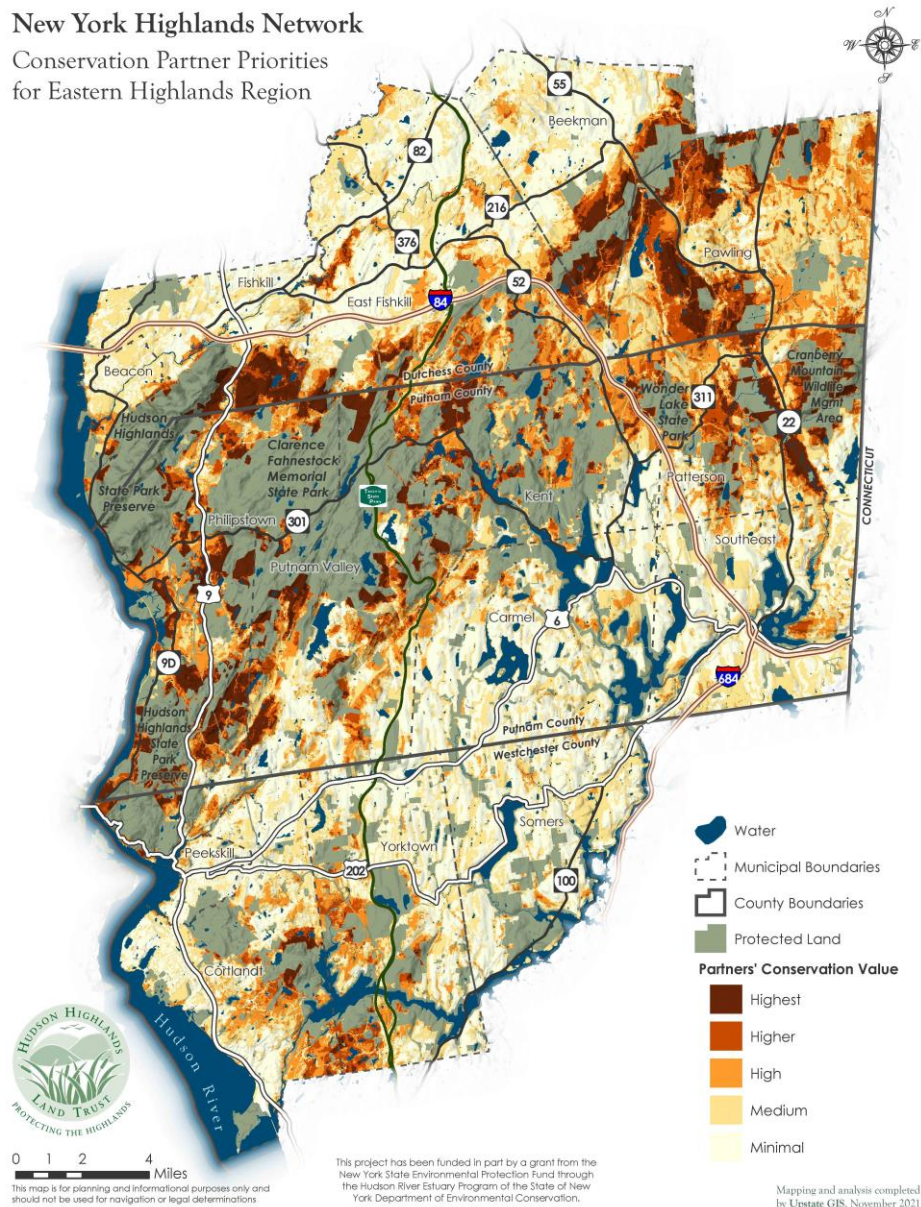 New York Highlands Network
Conservation Partner Priorities
for Eastern Highlands Region
N
W
E
S
55
Beekman
82
216
376
Pawling
Fishkill
52
East Fishkill
84
Beacon
Dutchess County
Putnam County
Cranberry
Mountain
Wildlife
Mgmt
Area
Wonder
Lake
State
Park
311
22
Hudson
Highlands
State Park
Preserve
Clarence
Fahnestock
Memorial
State Park
CONNECTICUT
Patterson
Kent
Philipstown
301
Southeast
Putnam Valley
9
Carmel
6
9D
684
Hudson
Highlands
State
Park
Preserve
Putnam County
Westchester County
Somers
Peekskill
Yorktown
202
100
Cortlandt
Hudson River
Water
Municipal Boundaries
County Boundaries
Protected Land
Partners' Conservation Value
Highest
Higher
High
Medium
Minimal
HUDSON HIGHLANDS
LAND TRUST
PROTECTING THE HIGHLANDS
0 1 2 4
Miles
This map is for planning and informational purposes only and
should not be used for navigation or legal determinations
This project has been funded in part by a grant from the
New York State Environmental Protection Fund through
the Hudson River Estuary Program of the State of New
York Department of Environmental Conservation.
Mapping and analysis completed
by Upstate GIS, November 2021